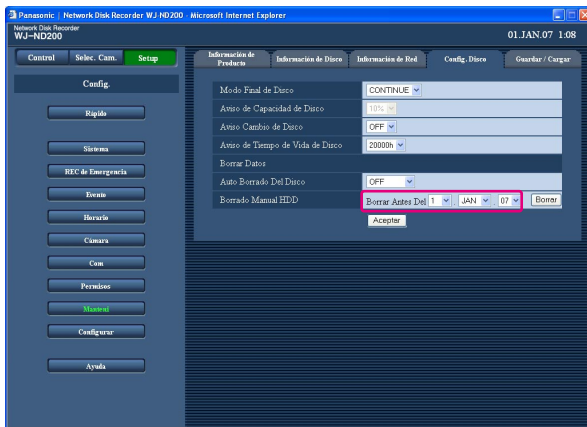 Panasonic | Network Disk Recorder WJ-ND200 - Microsoft Internet Explorer
Network Disk Recorder
WJ-ND200
01.JAN.07 1:08
Control Selec. Cam. Setup
Config.
Rápido
Sistema
REC de Emergencia
Evento
Horario
Cámara
Com
Permisos
Manteni
Configurar
Ayuda
Información de Producto
Información de Disco
Información de Red
Config. Disco
Guardar / Cargar
Modo Final de Disco CONTINUE
Aviso de Capacidad de Disco 10%
Aviso Cambio de Disco OFF
Aviso de Tiempo de Vida de Disco 20000h
Borrar Datos
Auto Borrado Del Disco OFF
Borrado Manual HDD Borrar Antes Del 1 . JAN . 07 Borrar
Aceptar